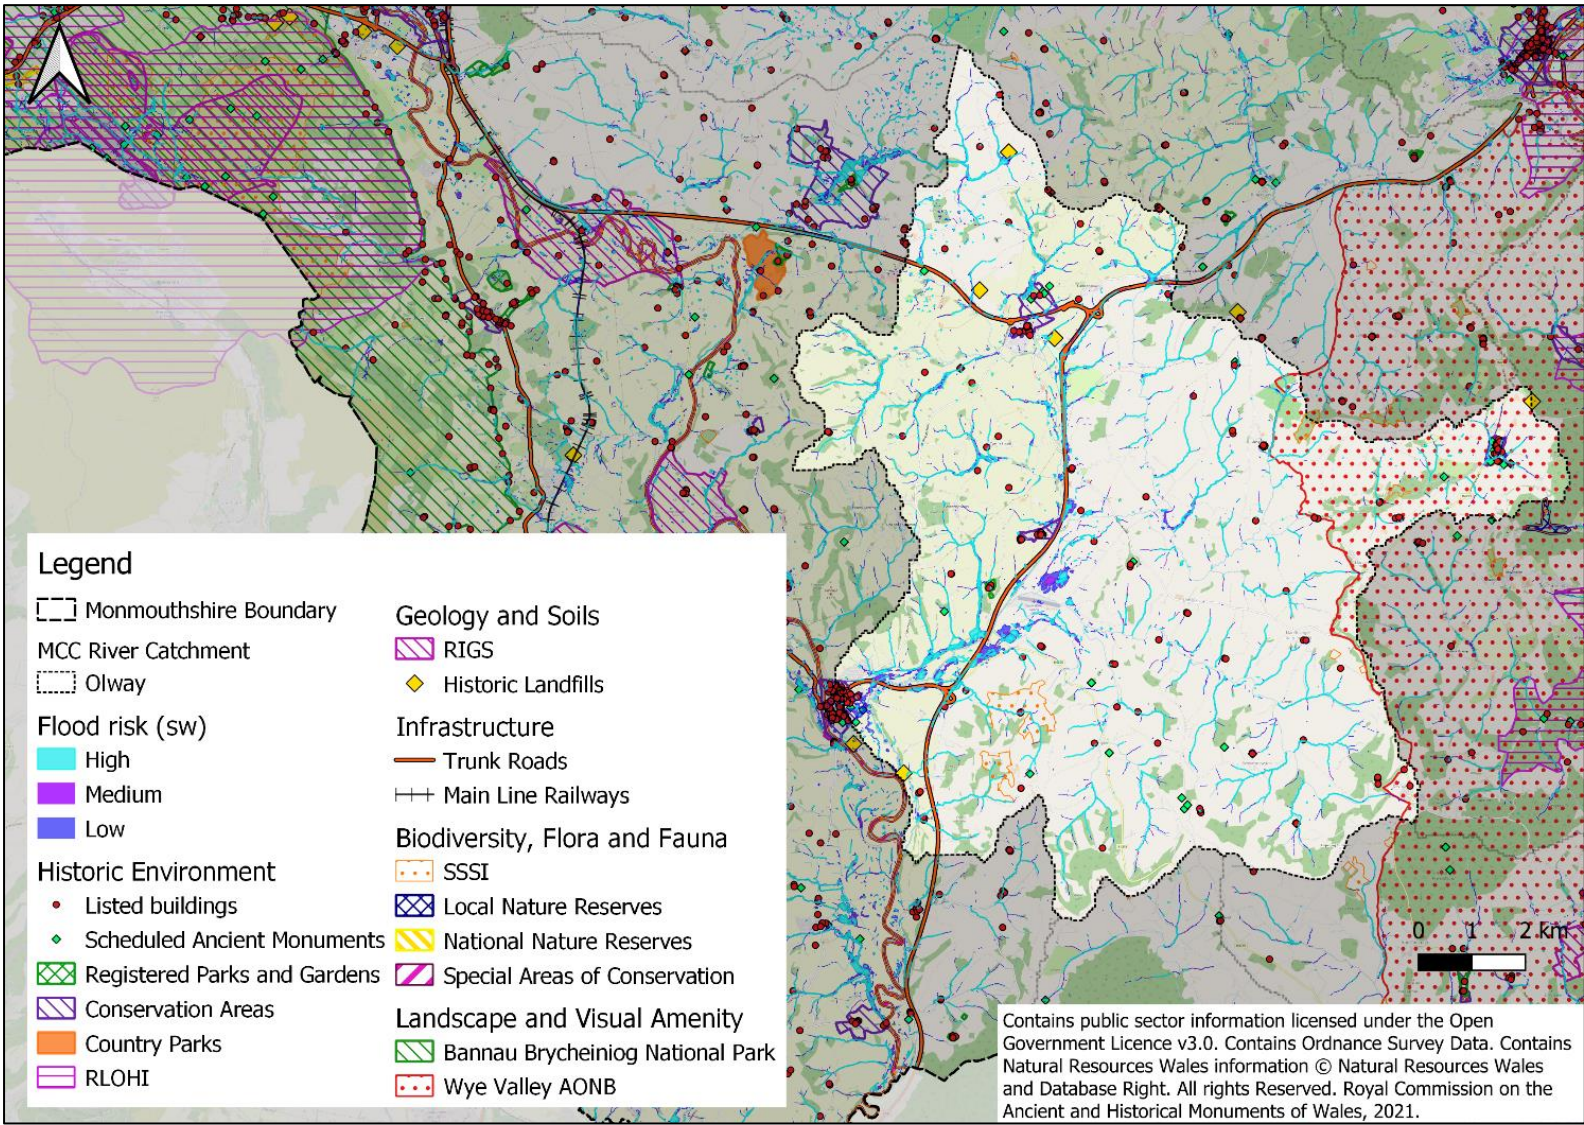 Legend
Monmouthshire Boundary
MCC River Catchment
Olway
Flood risk (sw)
High
Medium
Low
Historic Environment
Listed buildings
Scheduled Ancient Monuments
Registered Parks and Gardens
Conservation Areas
Country Parks
RLOHI
Geology and Soils
RIGS
Historic Landfills
Infrastructure
Trunk Roads
Main Line Railways
Biodiversity, Flora and Fauna
SSSI
Local Nature Reserves
National Nature Reserves
Special Areas of Conservation
Landscape and Visual Amenity
Bannau Brycheiniog National Park
Wye Valley AONB
0 1 2 km
Contains public sector information licensed under the Open
Government Licence v3.0. Contains Ordnance Survey Data. Contains
Natural Resources Wales information © Natural Resources Wales
and Database Right. All rights Reserved. Royal Commission on the
Ancient and Historical Monuments of Wales, 2021.